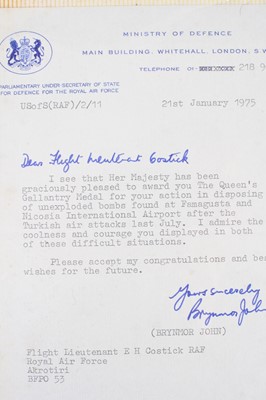 MINISTRY OF DEFENCE
MAIN BUILDING, WHITEHALL, LONDON, S.W
TELEPHONE 01- 218 9
PARLIAMENTARY UNDER-SECRETARY OF STATE
FOR DEFENCE FOR THE ROYAL AIR FORCE
USofS(RAF)/2/11
21st January 1975
Dear Flight Lieutenant Costick
I see that Her Majesty has been
graciously pleased to award you The Queen's
Gallantry Medal for your action in disposing
of unexploded bombs found at Famagusta and
Nicosia International Airport after the
Turkish air attacks last July. I admire the
coolness and courage you displayed in both
of these difficult situations.
Please accept my congratulations and bes
wishes for the future.
Yours sincerely
Brynmor John
(BRYNMOR JOHN)
Flight Lieutenant E H Costick RAF
Royal Air Force
Akrotiri
BFPO 53